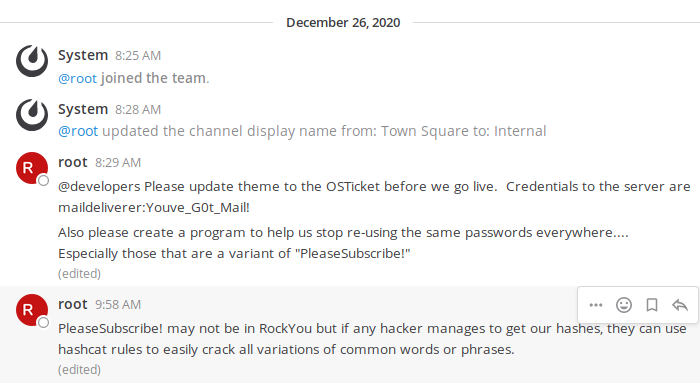 December 26, 2020
System 8:25 AM
@root joined the team.
System 8:28 AM
@root updated the channel display name from: Town Square to: Internal
root 8:29 AM
@developers Please update theme to the OSTicket before we go live.  Credentials to the server are
maildeliverer:Youve_G0t_Mail!
Also please create a program to help us stop re-using the same passwords everywhere....
Especially those that are a variant of "PleaseSubscribe!"
(edited)
R
root 9:58 AM
PleaseSubscribe! may not be in RockYou but if any hacker manages to get our hashes, they can use
hashcat rules to easily crack all variations of common words or phrases.
(edited)
R